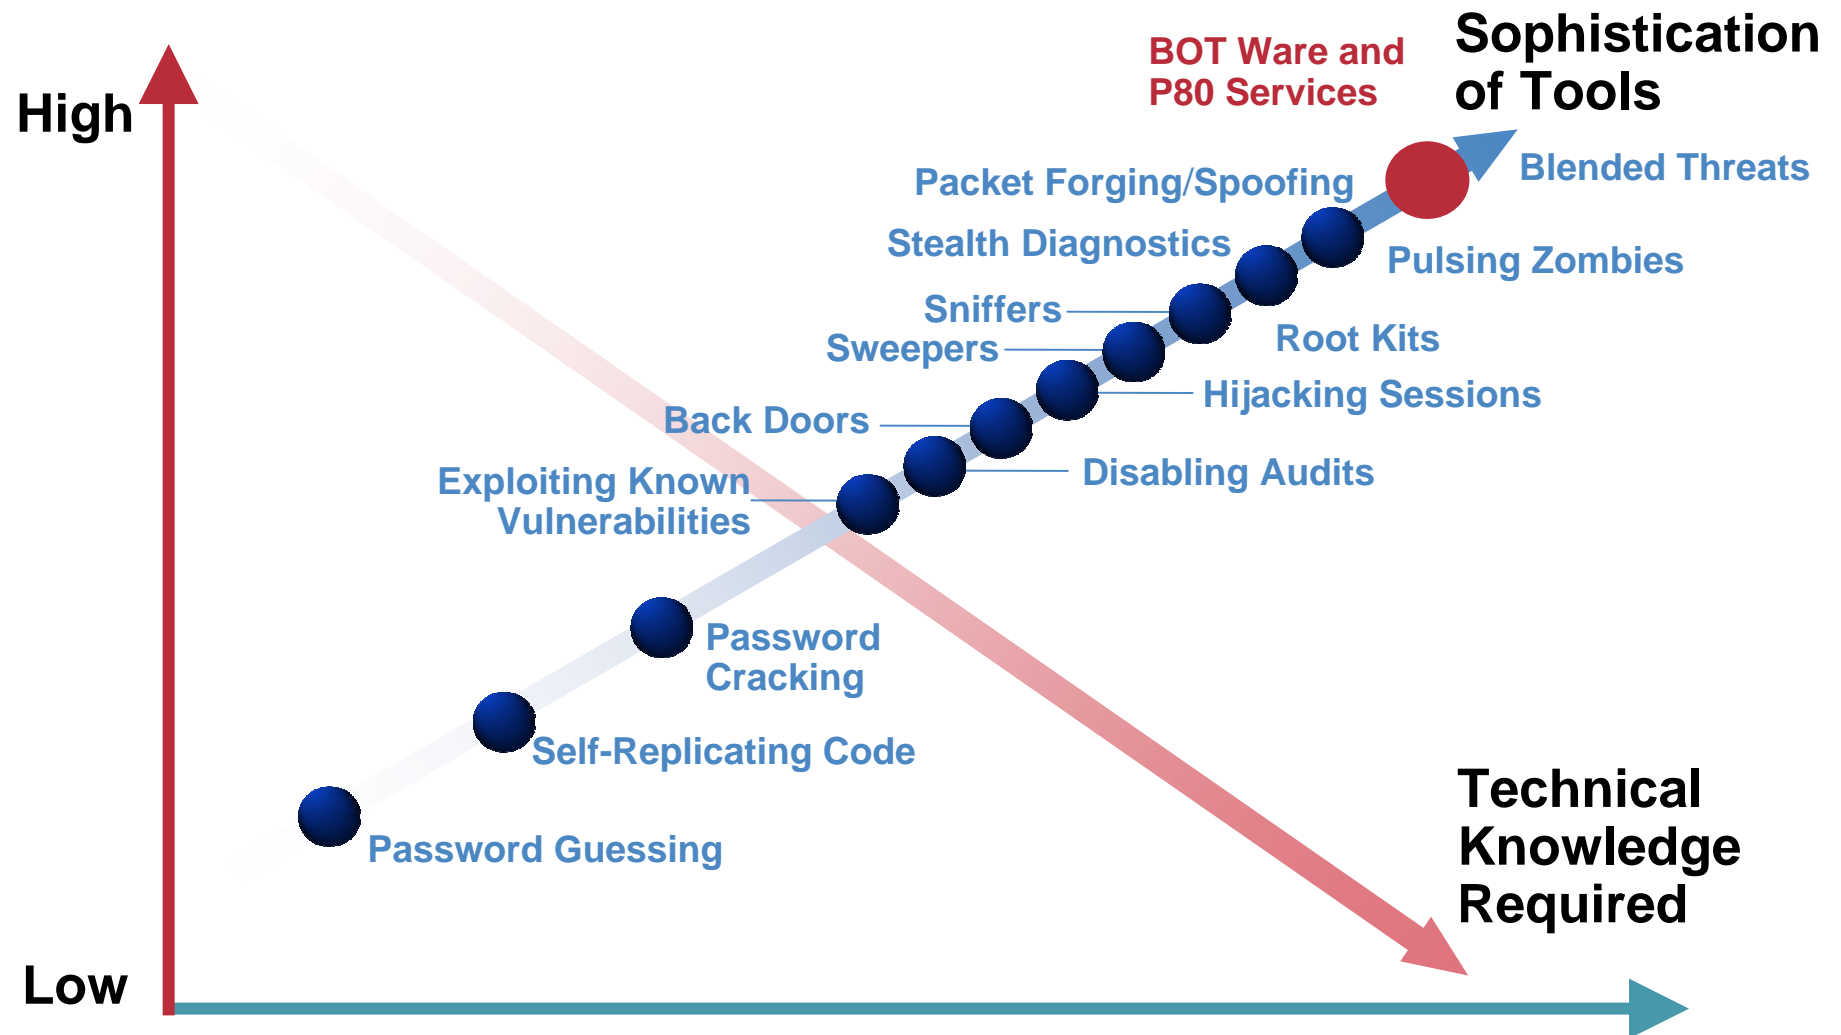 Sophistication
of Tools
BOT Ware and
P80 Services
High
Blended Threats
Packet Forging/Spoofing
Stealth Diagnostics
Pulsing Zombies
Sniffers
Root Kits
Sweepers
Hijacking Sessions
Back Doors
Disabling Audits
Exploiting Known
Vulnerabilities
Password
Cracking
Self-Replicating Code
Password Guessing
Technical
Knowledge
Required
Low